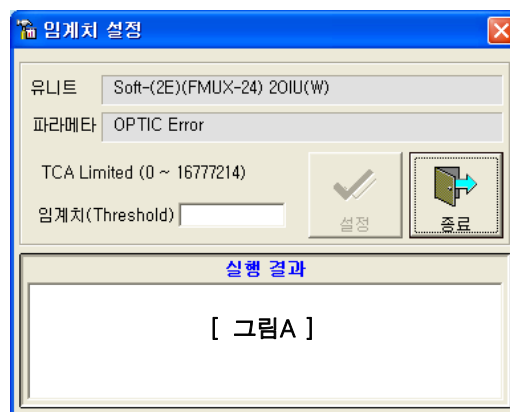 임계치 설정
유니트 Soft-(2E)(FMUX-24) 2OIU(W)
파라메타 OPTIC Error
TCA Limited (0 ~ 16777214)
임계치(Threshold)
설정
종료
실행 결과
[ 그림A ]